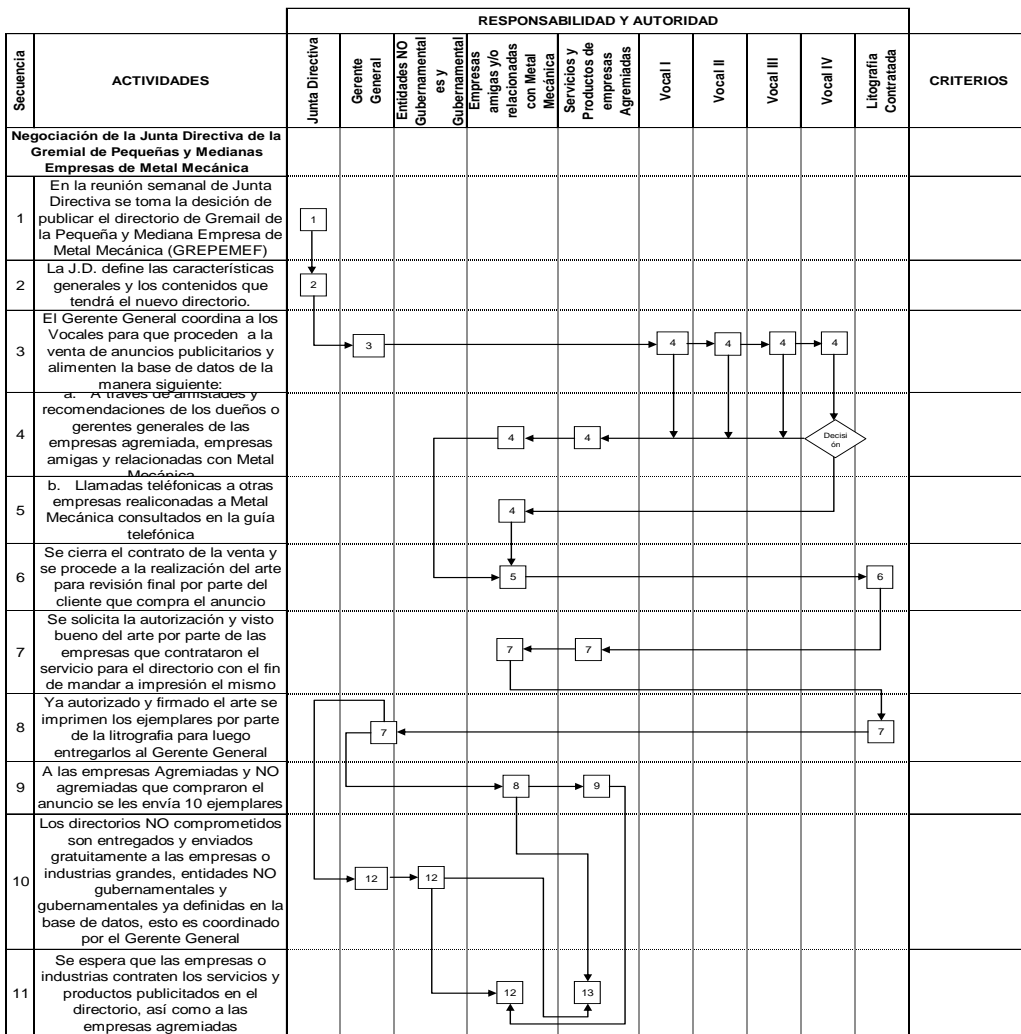 RESPONSABILIDAD Y AUTORIDAD
Secuencia
ACTIVIDADES
Junta Directiva
Gerente
General
Entidades NO
Gubernamental
es y
Gubernamental
Empresas
amigas y/o
relacionadas
con Metal
Mecánica
Servicios y
Productos de
empresas
Agremiadas
Vocal I
Vocal II
Vocal III
Vocal IV
Litografia
Contratada
CRITERIOS
Negociación de la Junta Directiva de la
Gremial de Pequeñas y Medianas
Empresas de Metal Mecánica
1
En la reunión semanal de Junta
Directiva se toma la desición de
publicar el directorio de Gremail de
la Pequeña y Mediana Empresa de
Metal Mecánica (GREPEMEF)
1
2
La J.D. define las características
generales y los contenidos que
tendrá el nuevo directorio.
2
3
El Gerente General coordina a los
Vocales para que proceden a la
venta de anuncios publicitarios y
alimenten la base de datos de la
manera siguiente:
3
4
4
4
4
4
a. A través de amistades y
recomendaciones de los dueños o
gerentes generales de las
empresas agremiada, empresas
amigas y relacionadas con Metal
Mecánica
4
4
Decisi
ón
5
b. Llamadas teléfonicas a otras
empresas realiconadas a Metal
Mecánica consultados en la guía
telefónica
4
6
Se cierra el contrato de la venta y
se procede a la realización del arte
para revisión final por parte del
cliente que compra el anuncio
5
6
7
Se solicita la autorización y visto
bueno del arte por parte de las
empresas que contrataron el
servicio para el directorio con el fin
de mandar a impresión el mismo
7
7
8
Ya autorizado y firmado el arte se
imprimen los ejemplares por parte
de la litrografia para luego
entregarlos al Gerente General
7
7
9
A las empresas Agremiadas y NO
agremiadas que compraron el
anuncio se les envía 10 ejemplares
8
9
10
Los directorios NO comprometidos
son entregados y enviados
gratuitamente a las empresas o
industrias grandes, entidades NO
gubernamentales y
gubernamentales ya definidas en la
base de datos, esto es coordinado
por el Gerente General
12
12
11
Se espera que las empresas o
industrias contraten los servicios y
productos publicitados en el
directorio, así como a las
empresas agremiadas
12
13